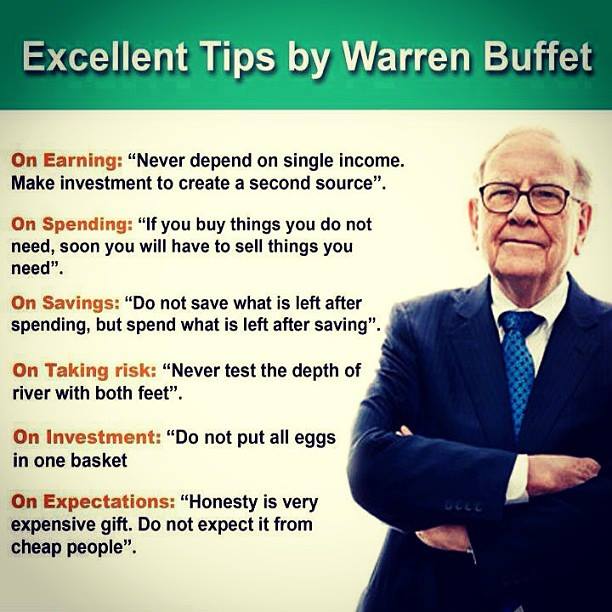 Excellent Tips by Warren Buffet
On Earning: “Never depend on single income.
Make investment to create a second source”.
On Spending: “If you buy things you do not
need, soon you will have to sell things you
need”.
On Savings: “Do not save what is left after
spending, but spend what is left after saving”.
On Taking risk: “Never test the depth of
river with both feet”.
On Investment: “Do not put all eggs
in one basket
On Expectations: “Honesty is very
expensive gift. Do not expect it from
cheap people”.